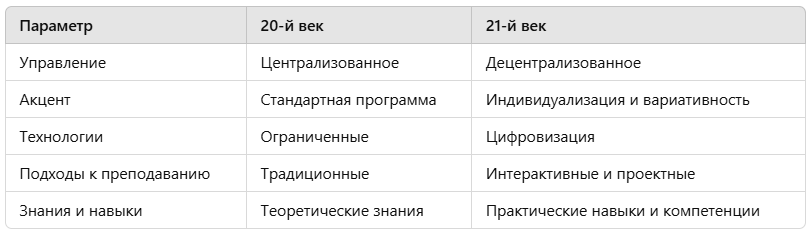 Параметр 20-й век 21-й век
Управление Централизованное Децентрализованное
Акцент Стандартная программа Индивидуализация и вариативность
Технологии Ограниченные Цифровизация
Подходы к преподаванию Традиционные Интерактивные и проектные
Знания и навыки Теоретические знания Практические навыки и компетенции